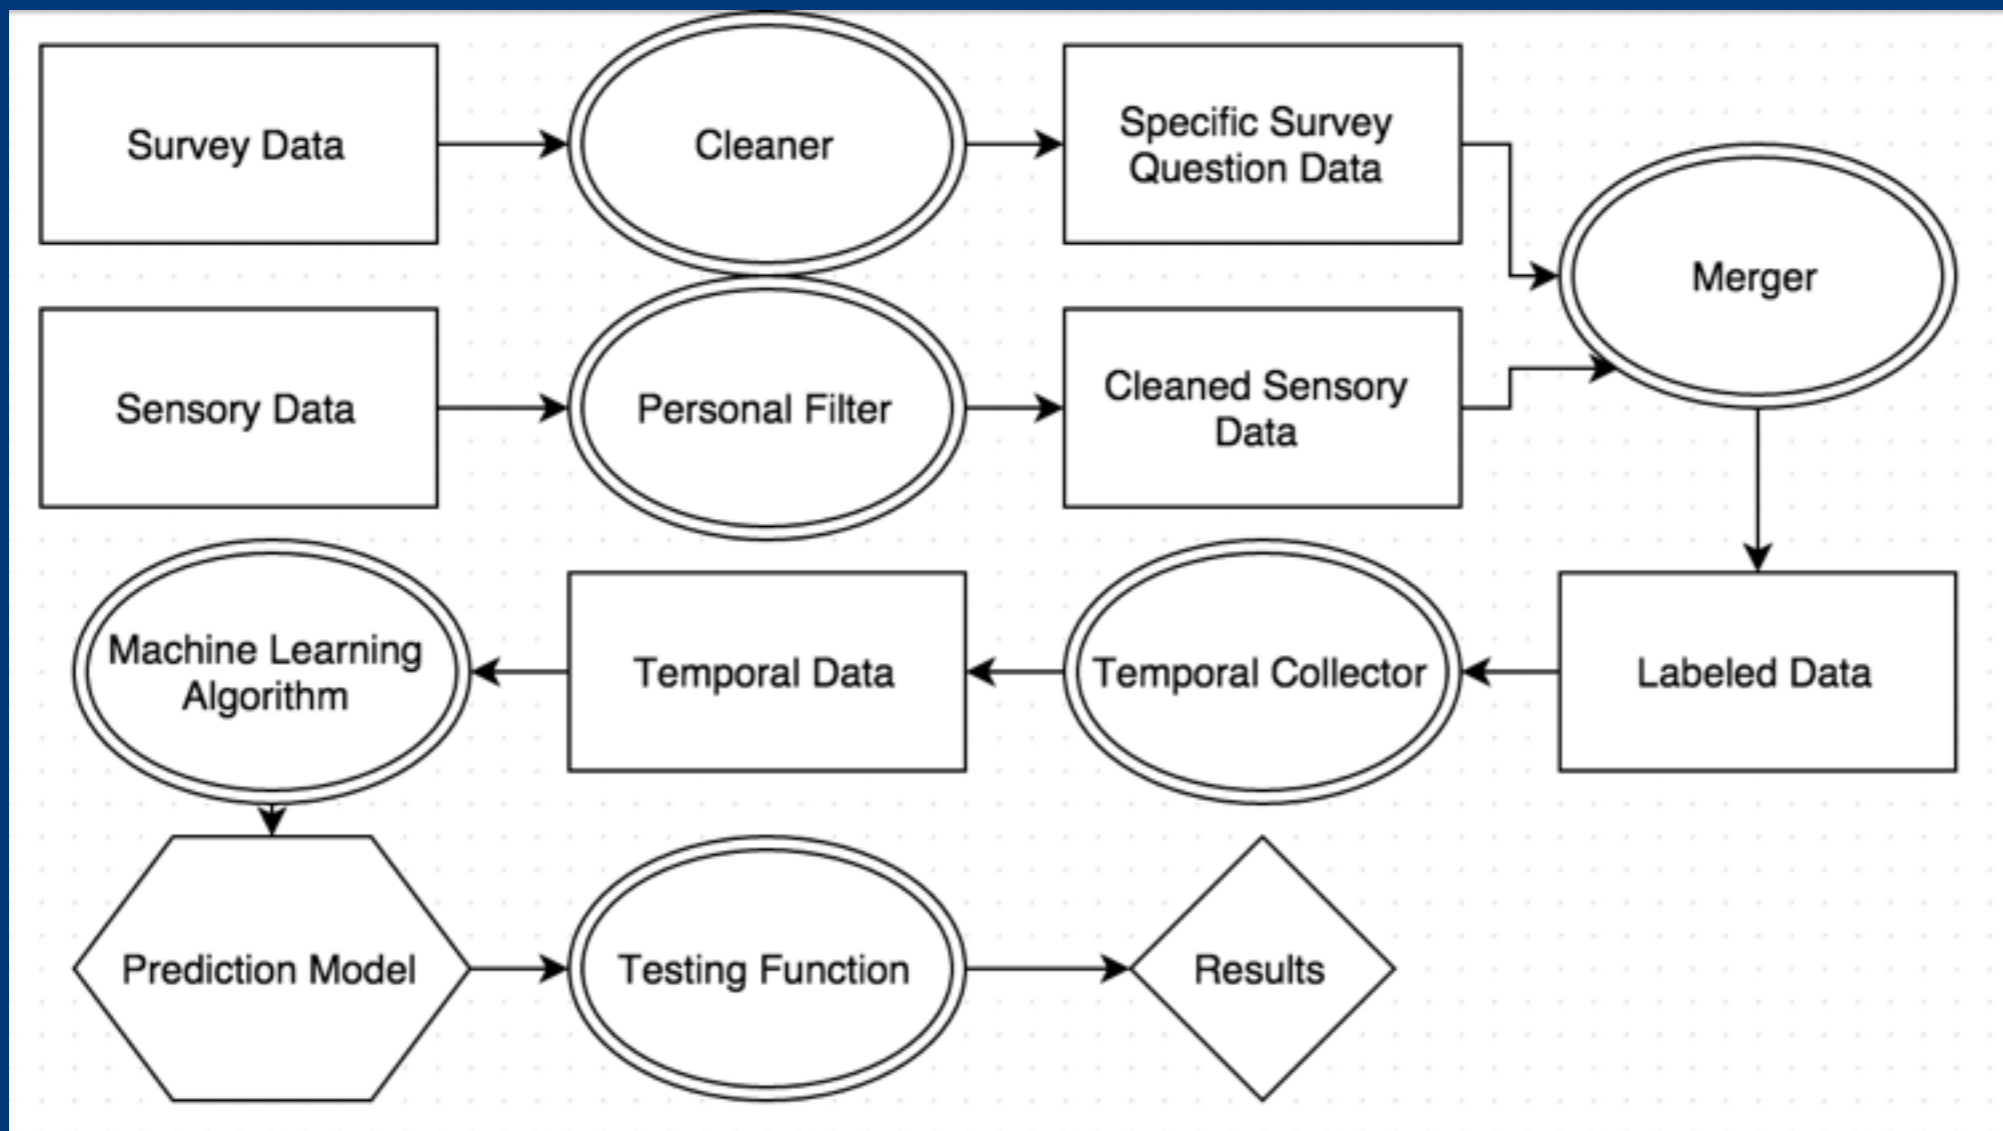 Survey Data
Cleaner
Specific Survey
Question Data
Merger
Sensory Data
Personal Filter
Cleaned Sensory
Data
Machine Learning
Algorithm
Temporal Data
Temporal Collector
Labeled Data
Prediction Model
Testing Function
Results